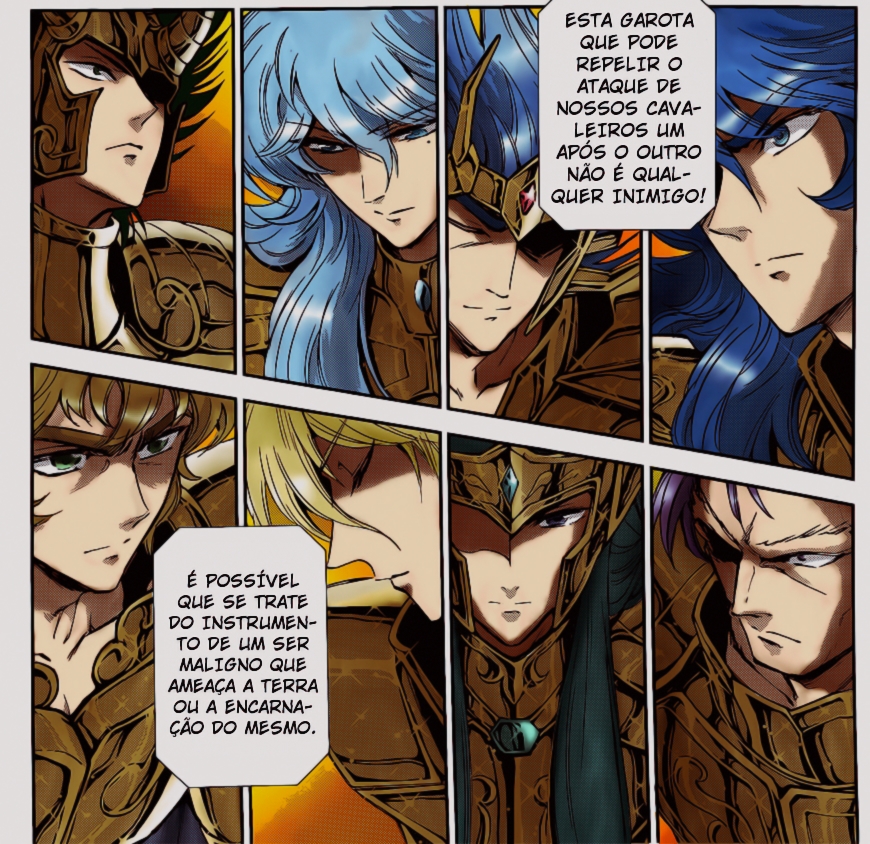 ESTA GAROTA
QUE PODE
REPELIR O
ATAQUE DE
NOSSOS CAVA-
LEIROS UM
APÓS O OUTRO
NÃO É QUAL-
QUER INIMIGO!
É POSSÍVEL
QUE SE TRATE
DO INSTRUMEN-
TO DE UM SER
MALIGNO QUE
AMEAÇA A TERRA
OU A ENCARNA-
ÇÃO DO MESMO.